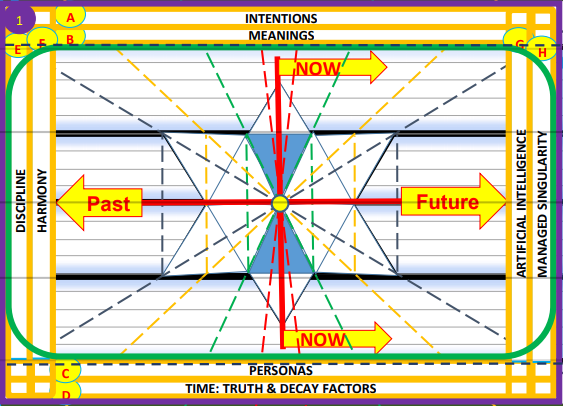 1
A
INTENTIONS
B
MEANINGS
E
F
G
H
NOW
DISCIPLINE
HARMONY
Past
Future
ARTIFICIAL INTELLIGENCE
MANAGED SINGULARITY
NOW
C
PERSONAS
D
TIME: TRUTH & DECAY FACTORS